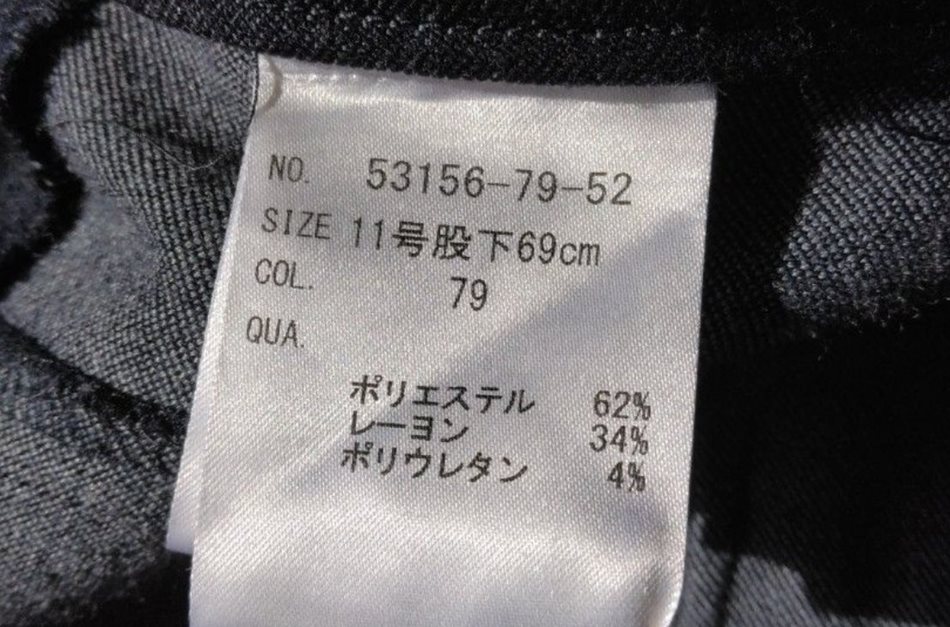 NO. 53156-79-52
SIZE 11号股下69cm
COL. 79
QUA.
ポリエステル 62%
レーヨン 34%
ポリウレタン 4%